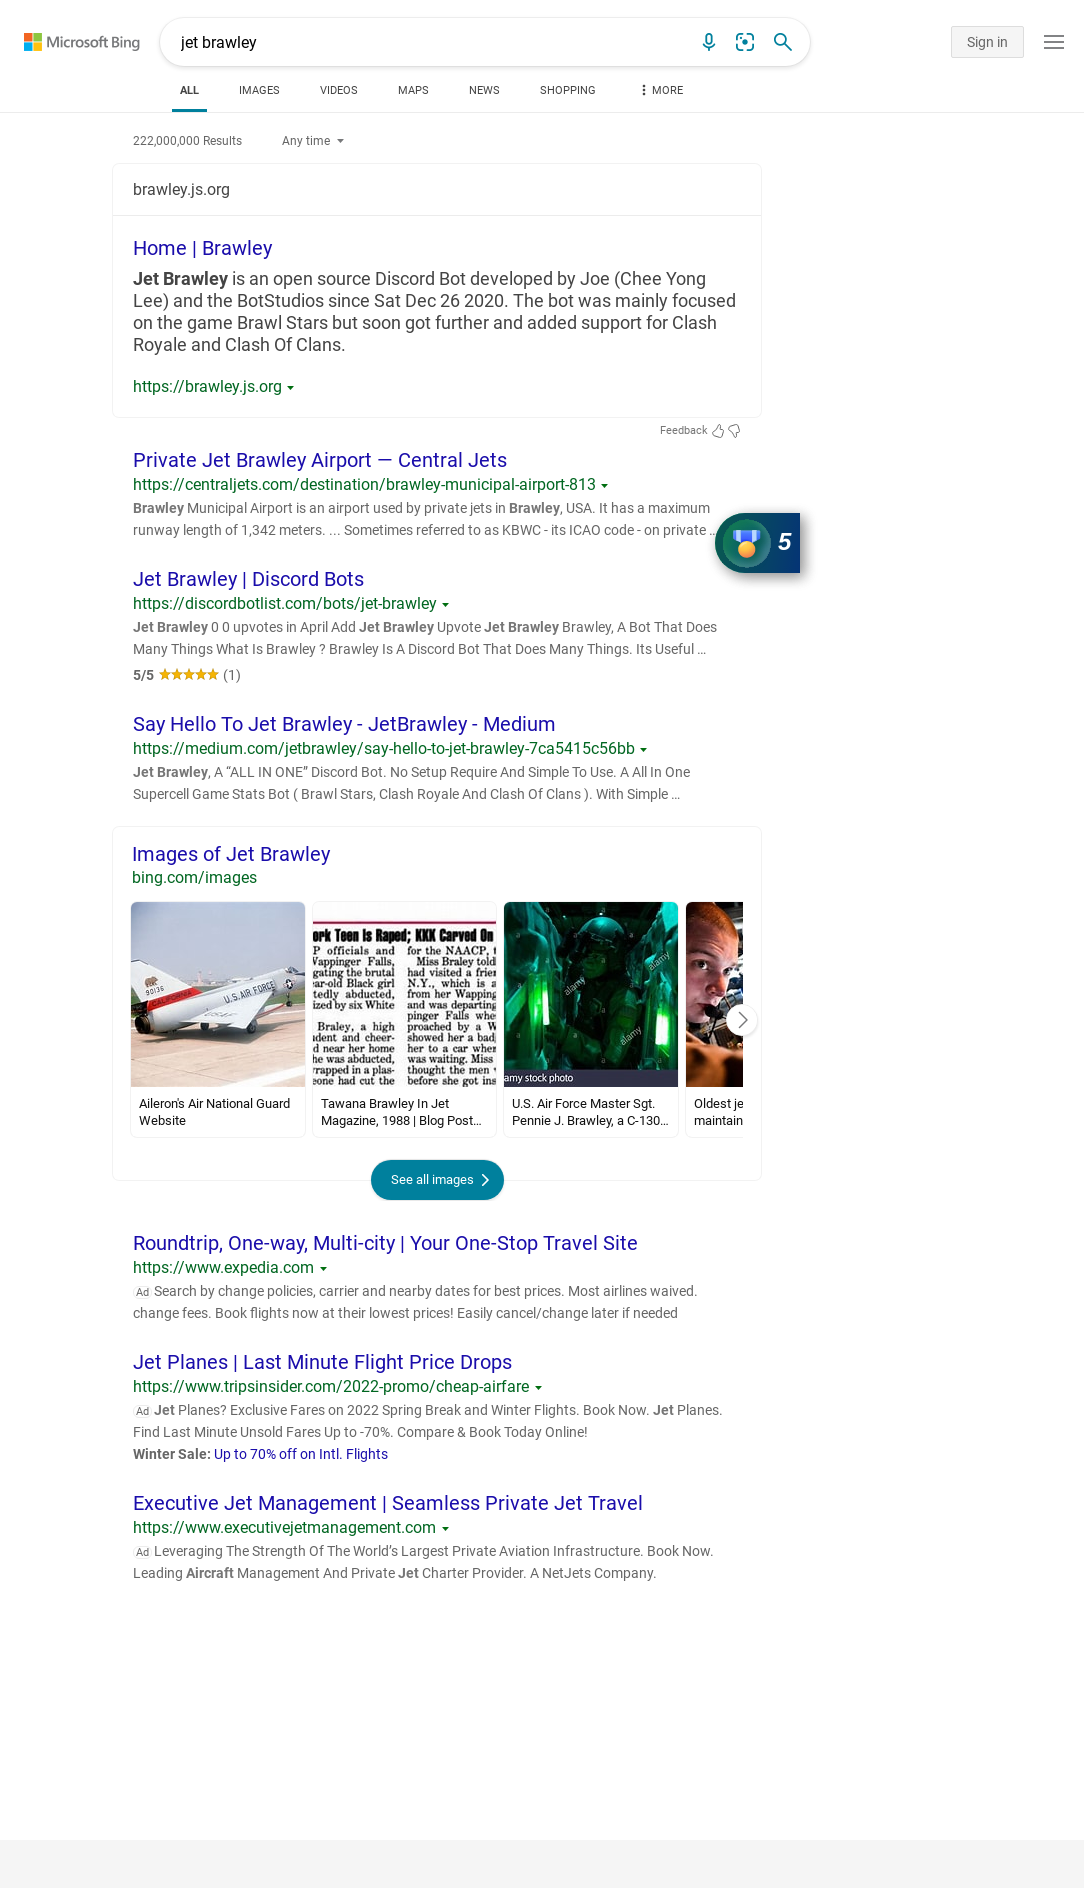 Microsoft Bing
jet brawley
Sign in
ALL
IMAGES
VIDEOS
MAPS
NEWS
SHOPPING
MORE
222,000,000 Results
Any time
brawley.js.org
Home | Brawley
Jet Brawley is an open source Discord Bot developed by Joe (Chee Yong
Lee) and the BotStudios since Sat Dec 26 2020. The bot was mainly focused
on the game Brawl Stars but soon got further and added support for Clash
Royale and Clash Of Clans.
https://brawley.js.org
Feedback
Private Jet Brawley Airport — Central Jets
https://centraljets.com/destination/brawley-municipal-airport-813
Brawley Municipal Airport is an airport used by private jets in Brawley, USA. It has a maximum
runway length of 1,342 meters. ... Sometimes referred to as KBWC - its ICAO code - on private ...
5
Jet Brawley | Discord Bots
https://discordbotlist.com/bots/jet-brawley
Jet Brawley 0 0 upvotes in April Add Jet Brawley Upvote Jet Brawley Brawley, A Bot That Does
Many Things What Is Brawley ? Brawley Is A Discord Bot That Does Many Things. Its Useful ...
5/5 (1)
Say Hello To Jet Brawley - JetBrawley - Medium
https://medium.com/jetbrawley/say-hello-to-jet-brawley-7ca5415c56bb
Jet Brawley, A “ALL IN ONE” Discord Bot. No Setup Require And Simple To Use. A All In One
Supercell Game Stats Bot ( Brawl Stars, Clash Royale And Clash Of Clans ). With Simple ...
Images of Jet Brawley
bing.com/images
90136
CALIFORNIA
U.S. AIR FORCE
ork Teen Is Raped; KKK Carved On
P officials and
Wappinger Falls,
gating the brutal
ear-old Black girl
tedly abducted,
ized by six White
Braley, a high
udent and cheer-
d near her home
he was abducted,
wrapped in a plas-
eone had cut the
for the NAACP, t
Miss Braley told
had visited a frien
N.Y., which is a
from her Wapping
and was departing
pinger Falls whe
proached by a W
showed her a bad
her to a car wher
was waiting. Miss
thought the men
before she got ins
alamy
alamy
alamy
amy stock photo
Aileron's Air National Guard
Website
Tawana Brawley In Jet
Magazine, 1988 | Blog Post...
U.S. Air Force Master Sgt.
Pennie J. Brawley, a C-130...
Oldest je
maintain
See all images
Roundtrip, One-way, Multi-city | Your One-Stop Travel Site
https://www.expedia.com
Ad Search by change policies, carrier and nearby dates for best prices. Most airlines waived.
change fees. Book flights now at their lowest prices! Easily cancel/change later if needed
Jet Planes | Last Minute Flight Price Drops
https://www.tripsinsider.com/2022-promo/cheap-airfare
Ad Jet Planes? Exclusive Fares on 2022 Spring Break and Winter Flights. Book Now. Jet Planes.
Find Last Minute Unsold Fares Up to -70%. Compare & Book Today Online!
Winter Sale: Up to 70% off on Intl. Flights
Executive Jet Management | Seamless Private Jet Travel
https://www.executivejetmanagement.com
Ad Leveraging The Strength Of The World’s Largest Private Aviation Infrastructure. Book Now.
Leading Aircraft Management And Private Jet Charter Provider. A NetJets Company.